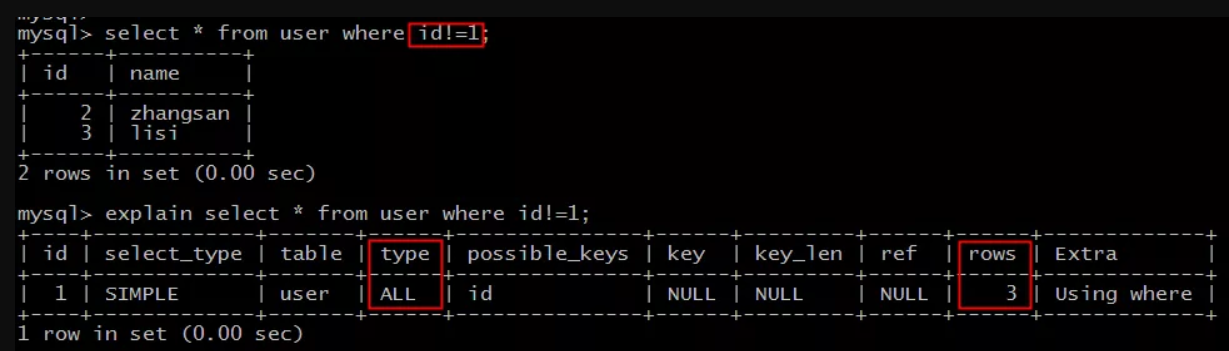 mysql>
mysql> select * from user where id!=1;
+------+----------+
| id   | name     |
+------+----------+
|    2 | zhangsan |
|    3 | lisi     |
+------+----------+
2 rows in set (0.00 sec)
mysql> explain select * from user where id!=1;
+----+-------------+-------+------+---------------+------+---------+------+------+-------------+
| id | select_type | table | type | possible_keys | key  | key_len | ref  | rows | Extra       |
+----+-------------+-------+------+---------------+------+---------+------+------+-------------+
|  1 | SIMPLE      | user  | ALL  | id            | NULL | NULL    | NULL |    3 | Using where |
+----+-------------+-------+------+---------------+------+---------+------+------+-------------+
1 row in set (0.00 sec)